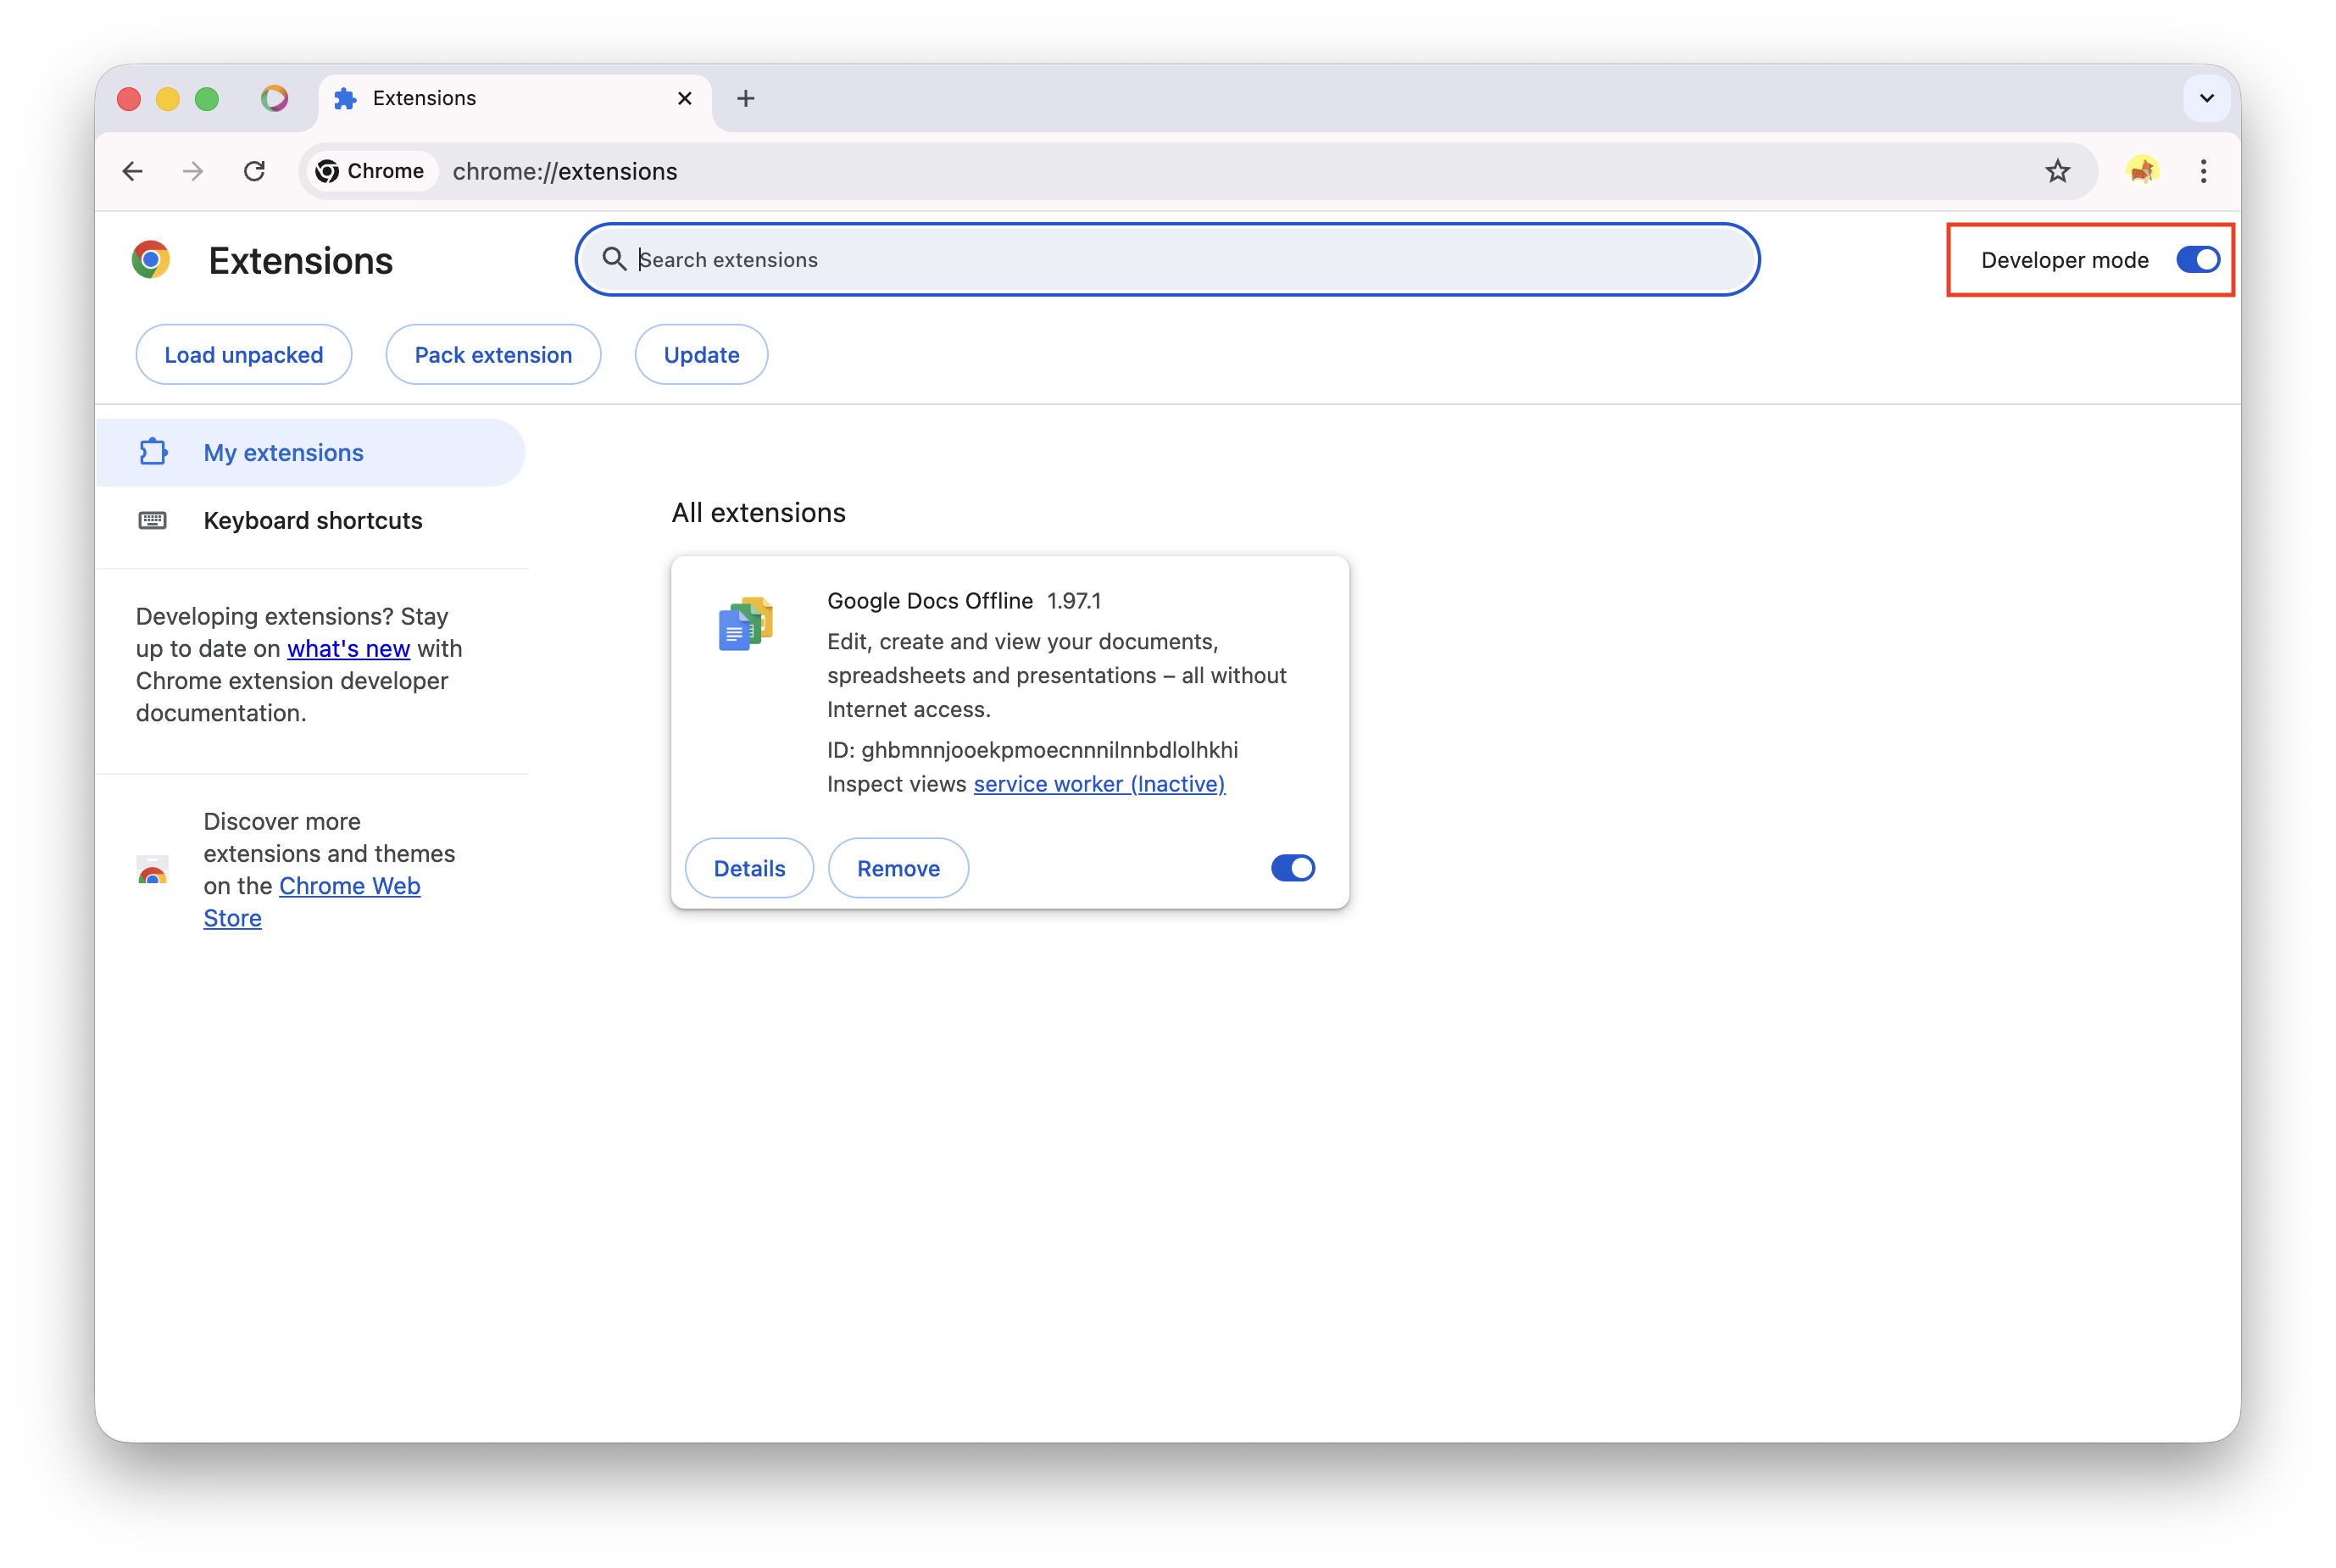 Extensions
Chrome chrome://extensions
Extensions
Search extensions
Developer mode
Load unpacked
Pack extension
Update
My extensions
Keyboard shortcuts
Developing extensions? Stay
up to date on what's new with
Chrome extension developer
documentation.
Discover more
extensions and themes
on the Chrome Web
Store
All extensions
Google Docs Offline 1.97.1
Edit, create and view your documents,
spreadsheets and presentations – all without
Internet access.
ID: ghbmnnjooekpmoecnnnilnnbdlolhkhi
Inspect views service worker (Inactive)
Details
Remove